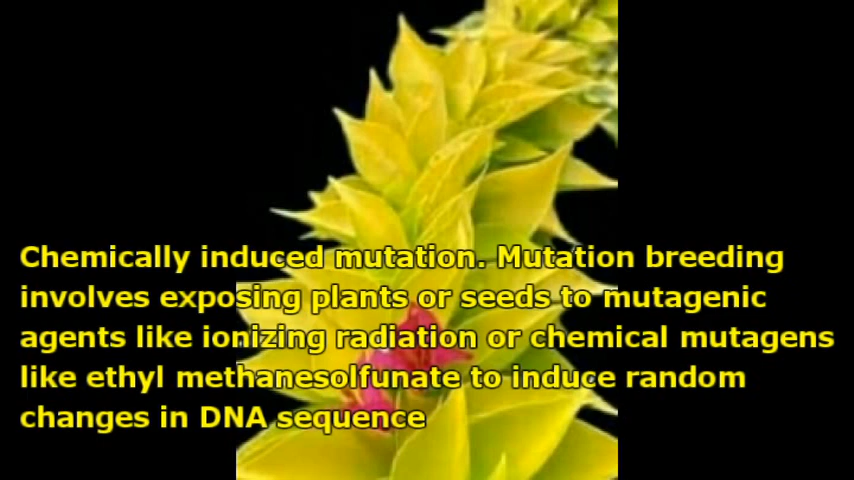 Chemically induced mutation. Mutation breeding
involves exposing plants or seeds to mutagenic
agents like ionizing radiation or chemical mutagens
like ethyl methanesolfunate to induce random
changes in DNA sequence